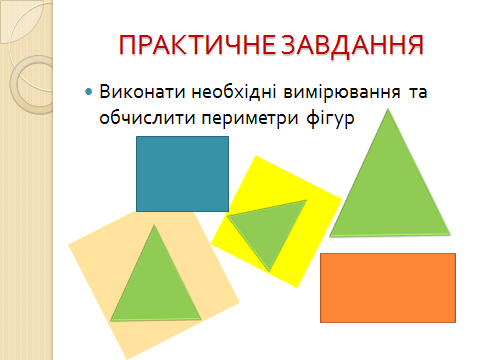 ПРАКТИЧНЕ ЗАВДАННЯ
Виконати необхідні вимірювання та
обчислити периметри фігур